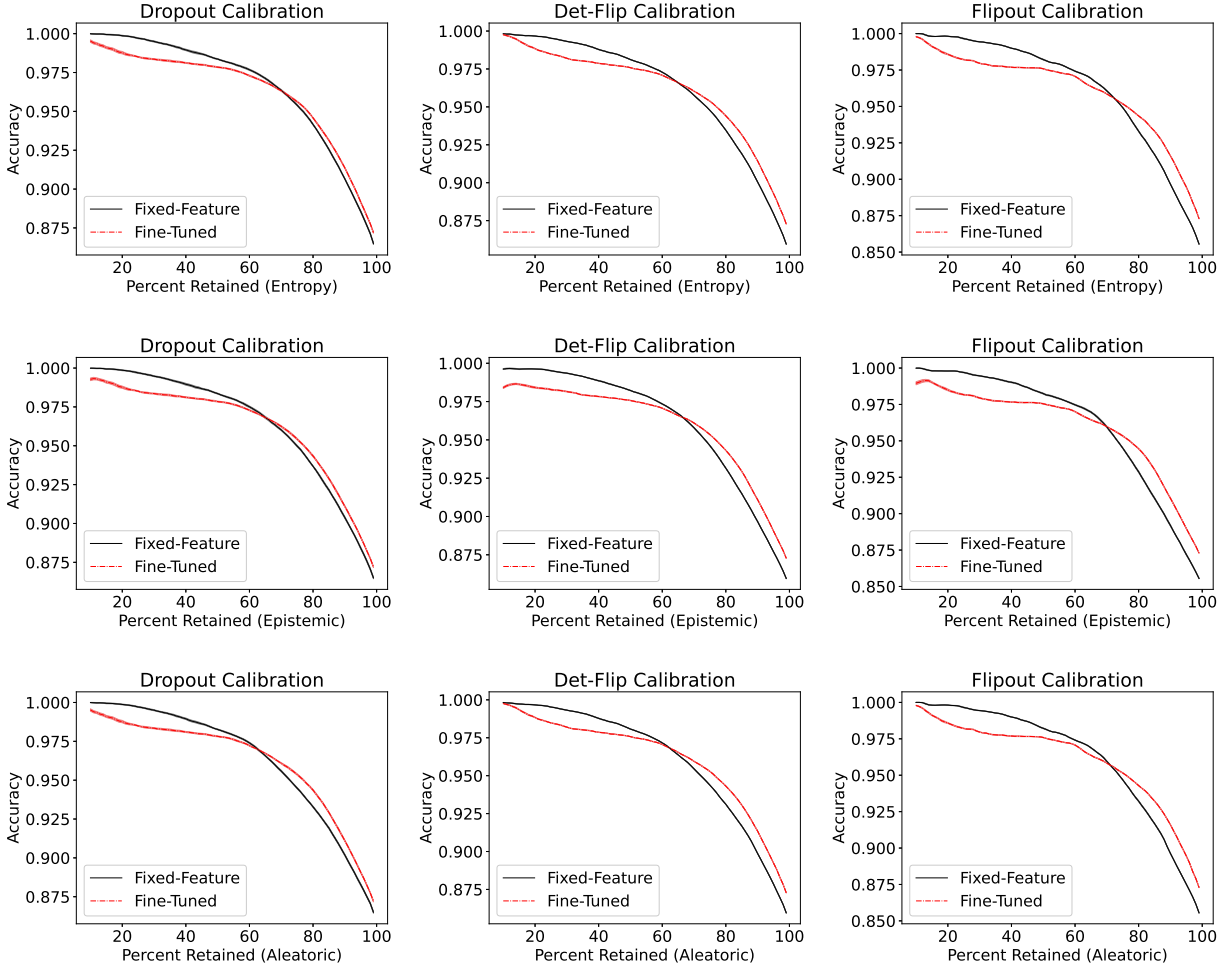 Dropout Calibration
Accuracy
1.000
0.975
0.950
0.925
0.900
0.875
Fixed-Feature
Fine-Tuned
20 40 60 80 100
Percent Retained (Entropy)
Det-Flip Calibration
Accuracy
1.000
0.975
0.950
0.925
0.900
0.875
Fixed-Feature
Fine-Tuned
20 40 60 80 100
Percent Retained (Entropy)
Flipout Calibration
Accuracy
1.000
0.975
0.950
0.925
0.900
0.875
0.850
Fixed-Feature
Fine-Tuned
20 40 60 80 100
Percent Retained (Entropy)
Dropout Calibration
Accuracy
1.000
0.975
0.950
0.925
0.900
0.875
Fixed-Feature
Fine-Tuned
20 40 60 80 100
Percent Retained (Epistemic)
Det-Flip Calibration
Accuracy
1.000
0.975
0.950
0.925
0.900
0.875
Fixed-Feature
Fine-Tuned
20 40 60 80 100
Percent Retained (Epistemic)
Flipout Calibration
Accuracy
1.000
0.975
0.950
0.925
0.900
0.875
0.850
Fixed-Feature
Fine-Tuned
20 40 60 80 100
Percent Retained (Epistemic)
Dropout Calibration
Accuracy
1.000
0.975
0.950
0.925
0.900
0.875
Fixed-Feature
Fine-Tuned
20 40 60 80 100
Percent Retained (Aleatoric)
Det-Flip Calibration
Accuracy
1.000
0.975
0.950
0.925
0.900
0.875
Fixed-Feature
Fine-Tuned
20 40 60 80 100
Percent Retained (Aleatoric)
Flipout Calibration
Accuracy
1.000
0.975
0.950
0.925
0.900
0.875
0.850
Fixed-Feature
Fine-Tuned
20 40 60 80 100
Percent Retained (Aleatoric)